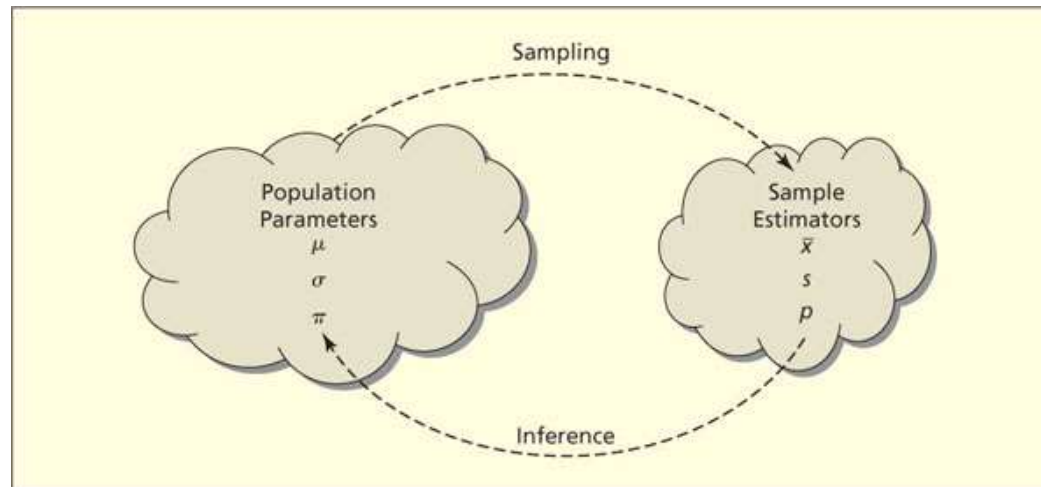 Sampling
Population
Parameters
μ
σ
π
Sample
Estimators
x̄
s
p
Inference